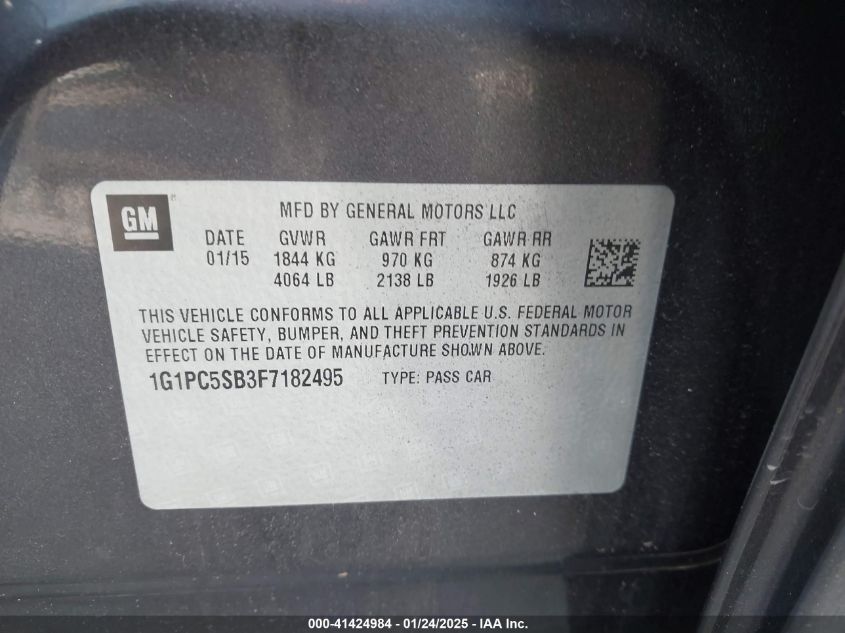 GM
MFD BY GENERAL MOTORS LLC
DATE GVWR GAWR FRT GAWR RR
01/15 1844 KG 970 KG 874 KG
4064 LB 2138 LB 1926 LB
THIS VEHICLE CONFORMS TO ALL APPLICABLE U.S. FEDERAL MOTOR
VEHICLE SAFETY, BUMPER, AND THEFT PREVENTION STANDARDS IN
EFFECT ON THE DATE OF MANUFACTURE SHOWN ABOVE.
1G1PC5SB3F7182495 TYPE: PASS CAR
000-41424984 - 01/24/2025 - IAA Inc.